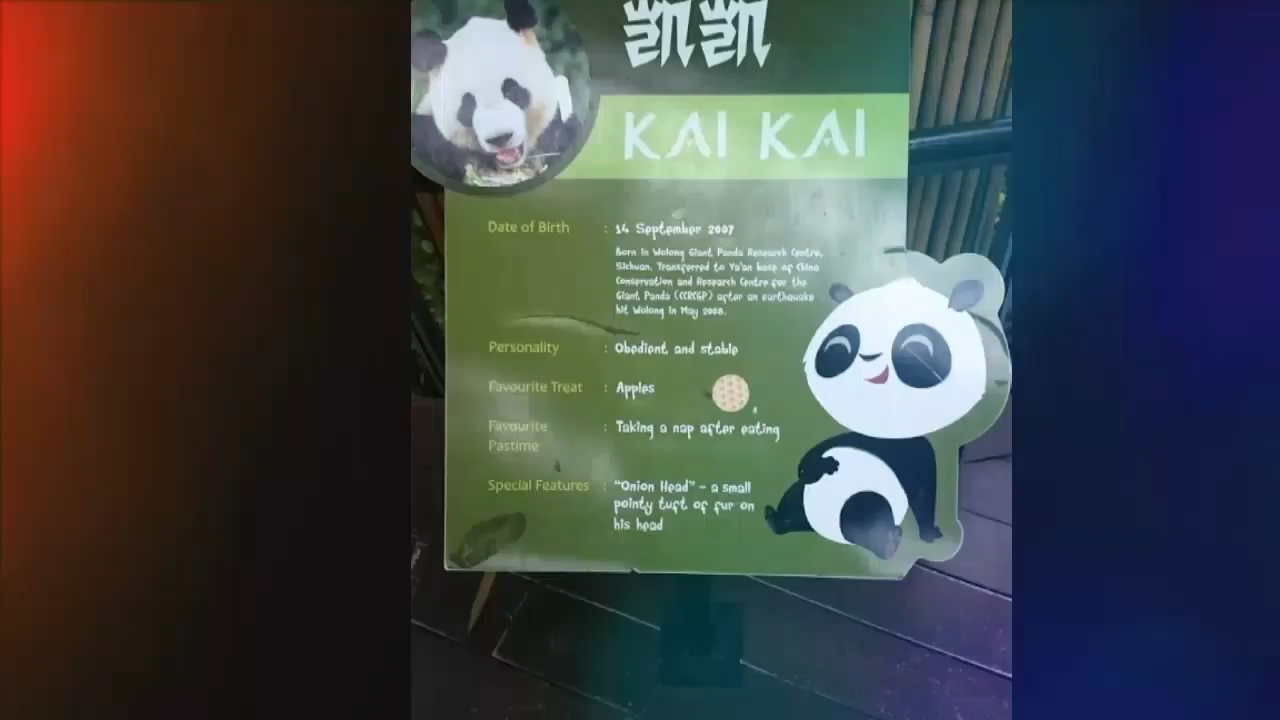 凯凯
KAI KAI
Date of Birth : 14 September 2007
Born in Wolong Giant Panda Research Centre,
Sichuan. Transferred to Ya'an base of China
Conservation and Research Centre for the
Giant Panda (CCRCGP) after an earthquake
hit Wolong in May 2008.
Personality : Obedient and stable
Favourite Treat : Apples
Favourite
Pastime
: Taking a nap after eating
Special Features : "Onion Head" - a small
pointy tuft of fur on
his head